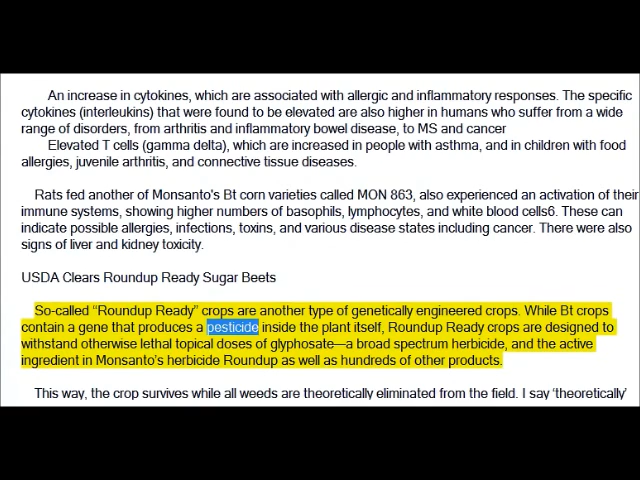 An increase in cytokines, which are associated with allergic and inflammatory responses. The specific
cytokines (interleukins) that were found to be elevated are also higher in humans who suffer from a wide
range of disorders, from arthritis and inflammatory bowel disease, to MS and cancer
Elevated T cells (gamma delta), which are increased in people with asthma, and in children with food
allergies, juvenile arthritis, and connective tissue diseases.
Rats fed another of Monsanto's Bt corn varieties called MON 863, also experienced an activation of their
immune systems, showing higher numbers of basophils, lymphocytes, and white blood cells6. These can
indicate possible allergies, infections, toxins, and various disease states including cancer. There were also
signs of liver and kidney toxicity.
USDA Clears Roundup Ready Sugar Beets
So-called “Roundup Ready” crops are another type of genetically engineered crops. While Bt crops
contain a gene that produces a pesticide inside the plant itself, Roundup Ready crops are designed to
withstand otherwise lethal topical doses of glyphosate—a broad spectrum herbicide, and the active
ingredient in Monsanto’s herbicide Roundup as well as hundreds of other products.
This way, the crop survives while all weeds are theoretically eliminated from the field. I say ‘theoretically’